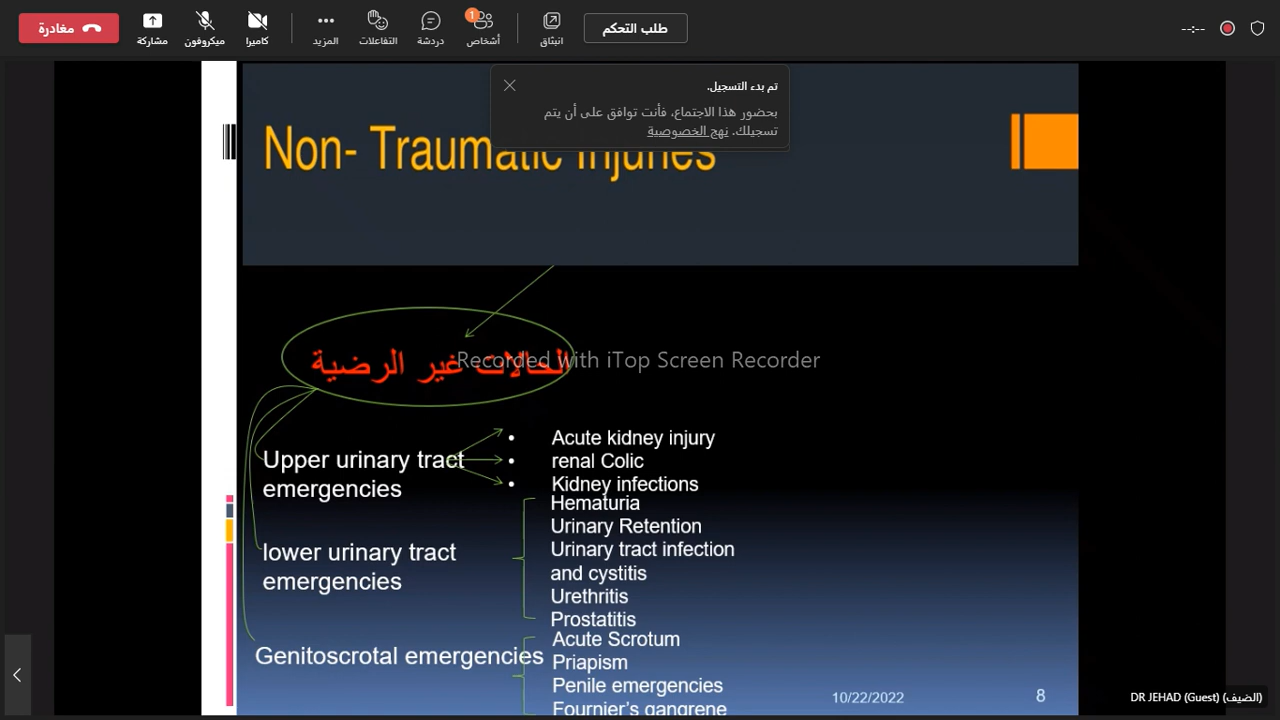 مغادرة
مشاركة
ميكروفون
كاميرا
المزيد
التفاعلات
دردشة
1
أشخاص
انبثاق
طلب التحكم
--:--
تم بدء التسجيل.
بحضور هذا الاجتماع، فأنت توافق على أن يتم
تسجيلك. نهج الخصوصية
Non- Traumatic Injuries
الحالات غير الرضية
Recorded with iTop Screen Recorder
Upper urinary tract
emergencies
• Acute kidney injury
• renal Colic
• Kidney infections
lower urinary tract
emergencies
Hematuria
Urinary Retention
Urinary tract infection
and cystitis
Urethritis
Prostatitis
Genitoscrotal emergencies
Acute Scrotum
Priapism
Penile emergencies
Fournier's gangrene
10/22/2022
8
DR JEHAD (Guest) (الضيف)